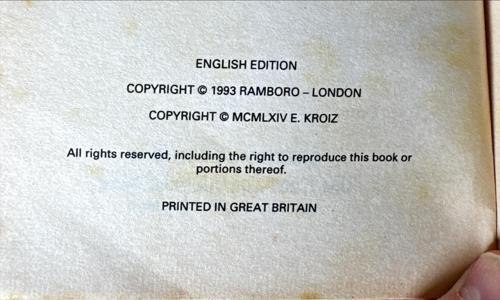 ENGLISH EDITION
COPYRIGHT © 1993 RAMBORO – LONDON
COPYRIGHT © MCMLXIV E. KROIZ
All rights reserved, including the right to reproduce this book or
portions thereof.
PRINTED IN GREAT BRITAIN